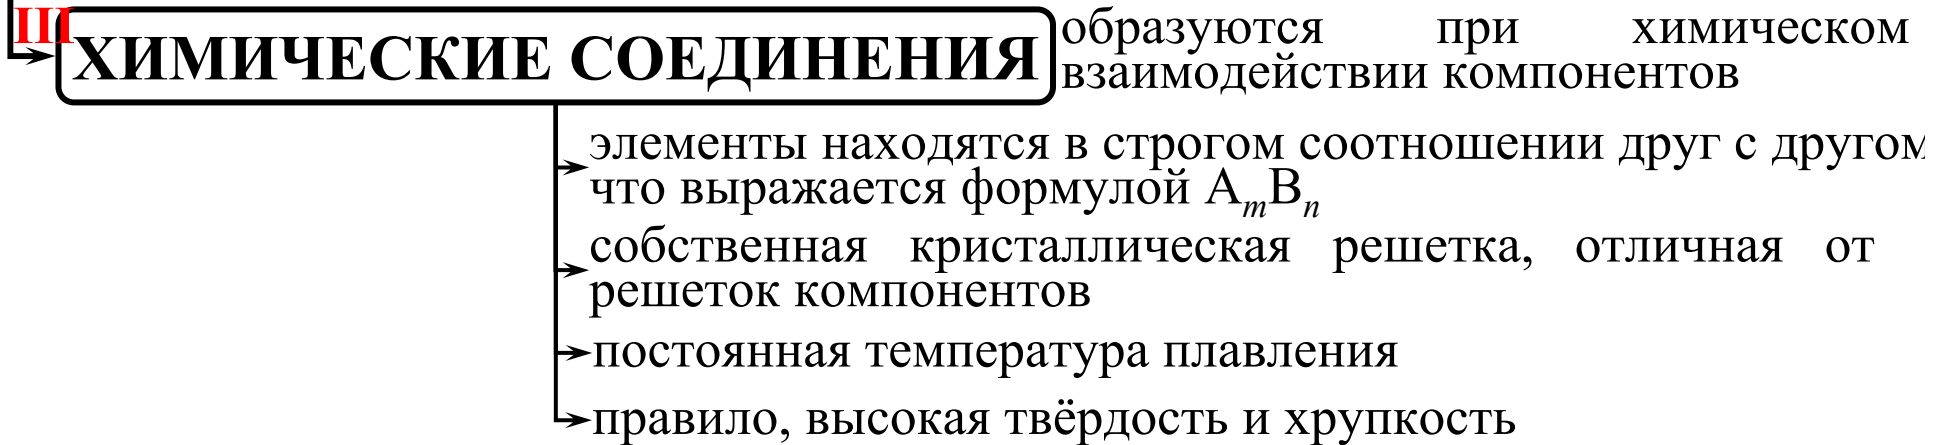 III
ХИМИЧЕСКИЕ СОЕДИНЕНИЯ
образуются при химическом
взаимодействии компонентов
элементы находятся в строгом соотношении друг с другом
что выражается формулой AmBn
собственная кристаллическая решетка, отличная от
решеток компонентов
постоянная температура плавления
правило, высокая твёрдость и хрупкость